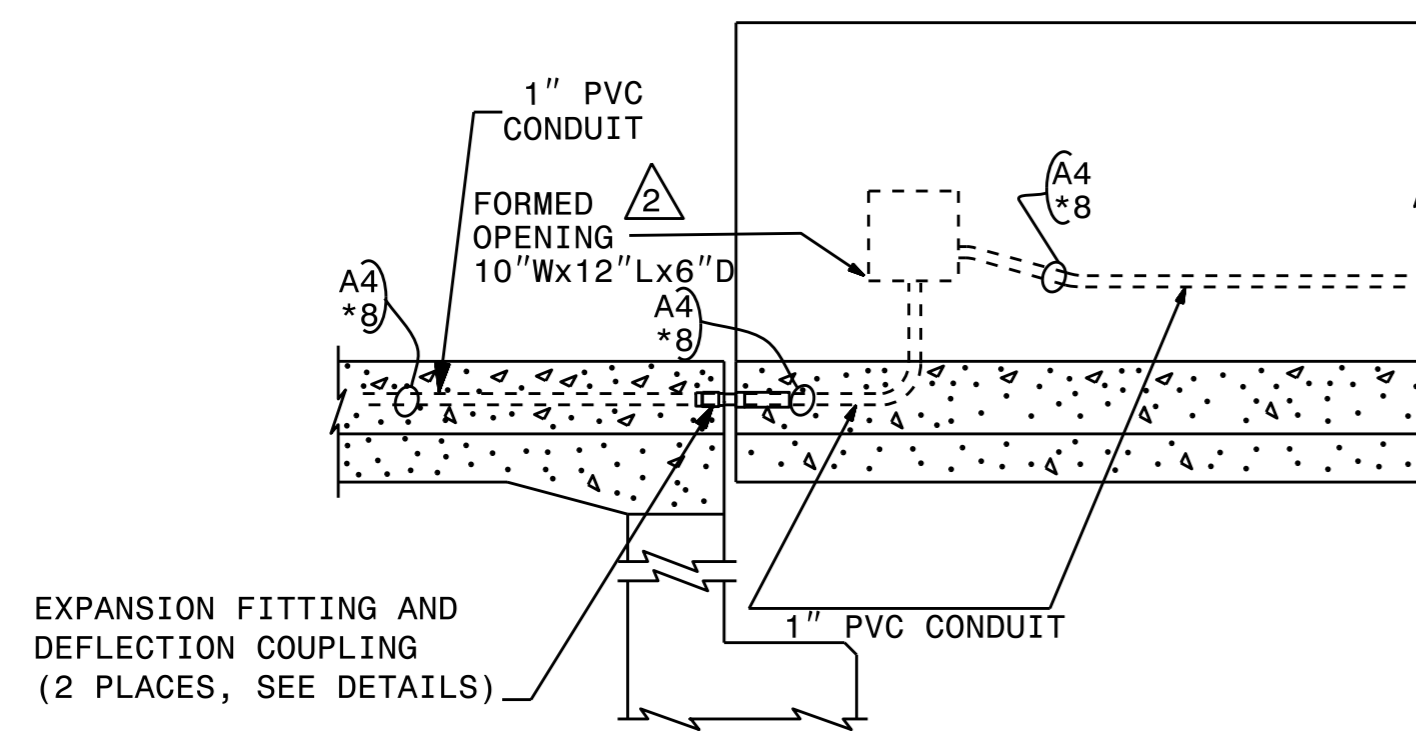 1" PVC
CONDUIT
FORMED
OPENING
10"Wx12"Lx6"D
2
A4
*8
A4
*8
A4
*8
1" PVC CONDUIT
EXPANSION FITTING AND
DEFLECTION COUPLING
(2 PLACES, SEE DETAILS)